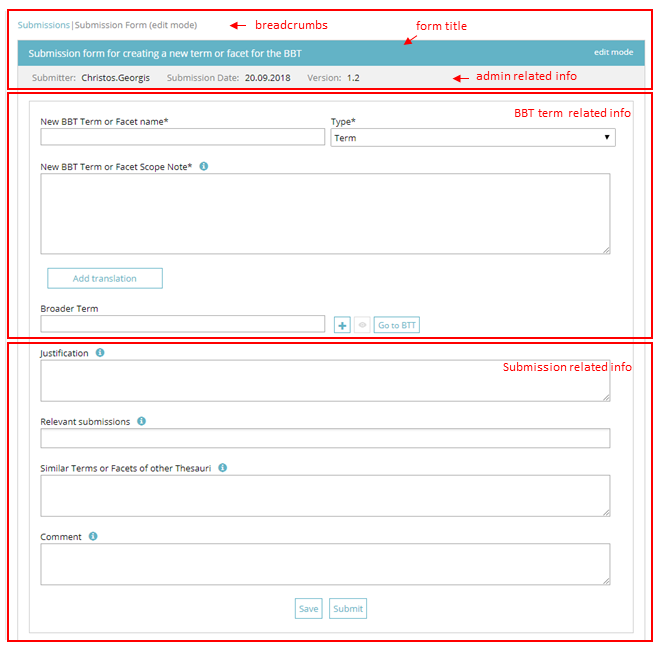 Submissions|Submission Form (edit mode)
breadcrumbs
form title
Submission form for creating a new term or facet for the BBT
edit mode
Submitter: Christos.Georgis Submission Date: 20.09.2018 Version: 1.2
admin related info
BBT term related info
New BBT Term or Facet name*
Type*
Term
New BBT Term or Facet Scope Note*
Add translation
Broader Term
Go to BTT
Justification
Submission related info
Relevant submissions
Similar Terms or Facets of other Thesauri
Comment
Save
Submit